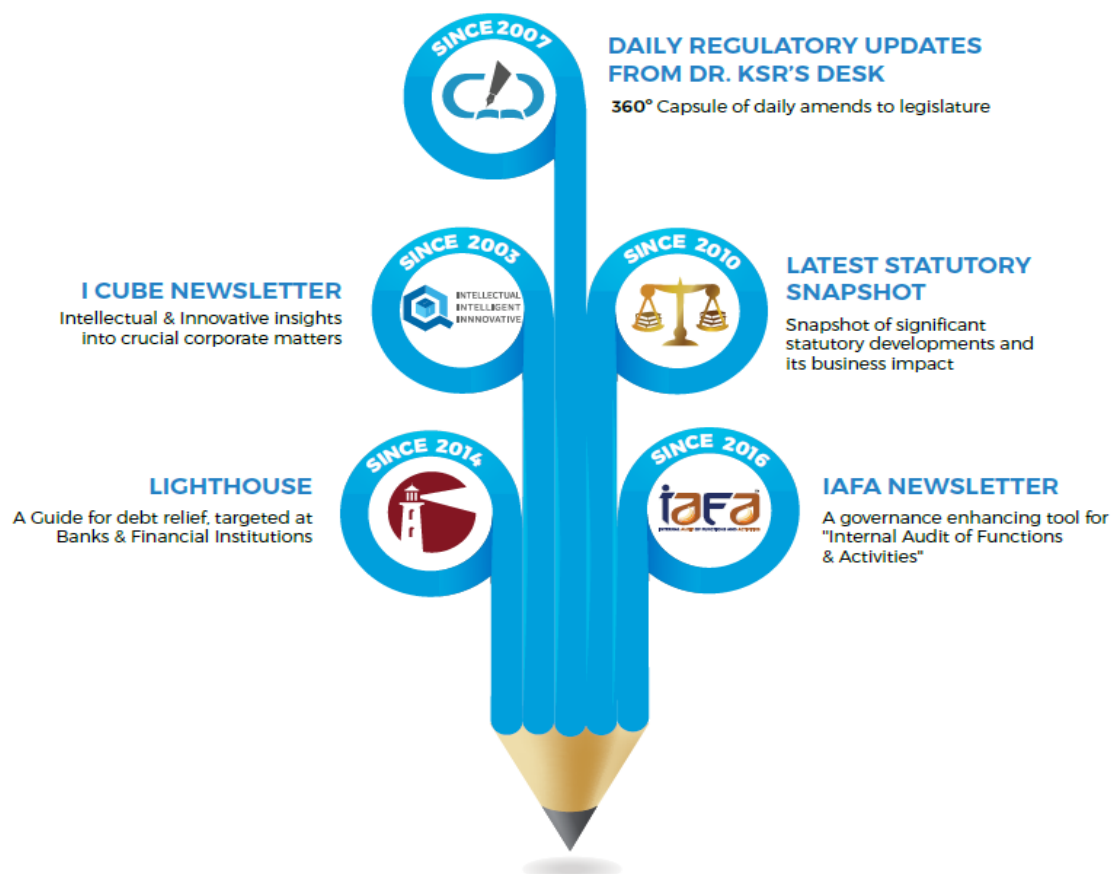 SINCE 2007
DAILY REGULATORY UPDATES
FROM DR. KSR'S DESK
360º Capsule of daily amends to legislature
SINCE 2003
I CUBE NEWSLETTER
Intellectual & Innovative insights
into crucial corporate matters
INTELLECTUAL
INTELLIGENT
INNNOVATIVE
SINCE 2010
LATEST STATUTORY
SNAPSHOT
Snapshot of significant
statutory developments and
its business impact
SINCE 2014
LIGHTHOUSE
A Guide for debt relief, targeted at
Banks & Financial Institutions
SINCE 2016
iafa
IAFA NEWSLETTER
A governance enhancing tool for
"Internal Audit of Functions
& Activities"